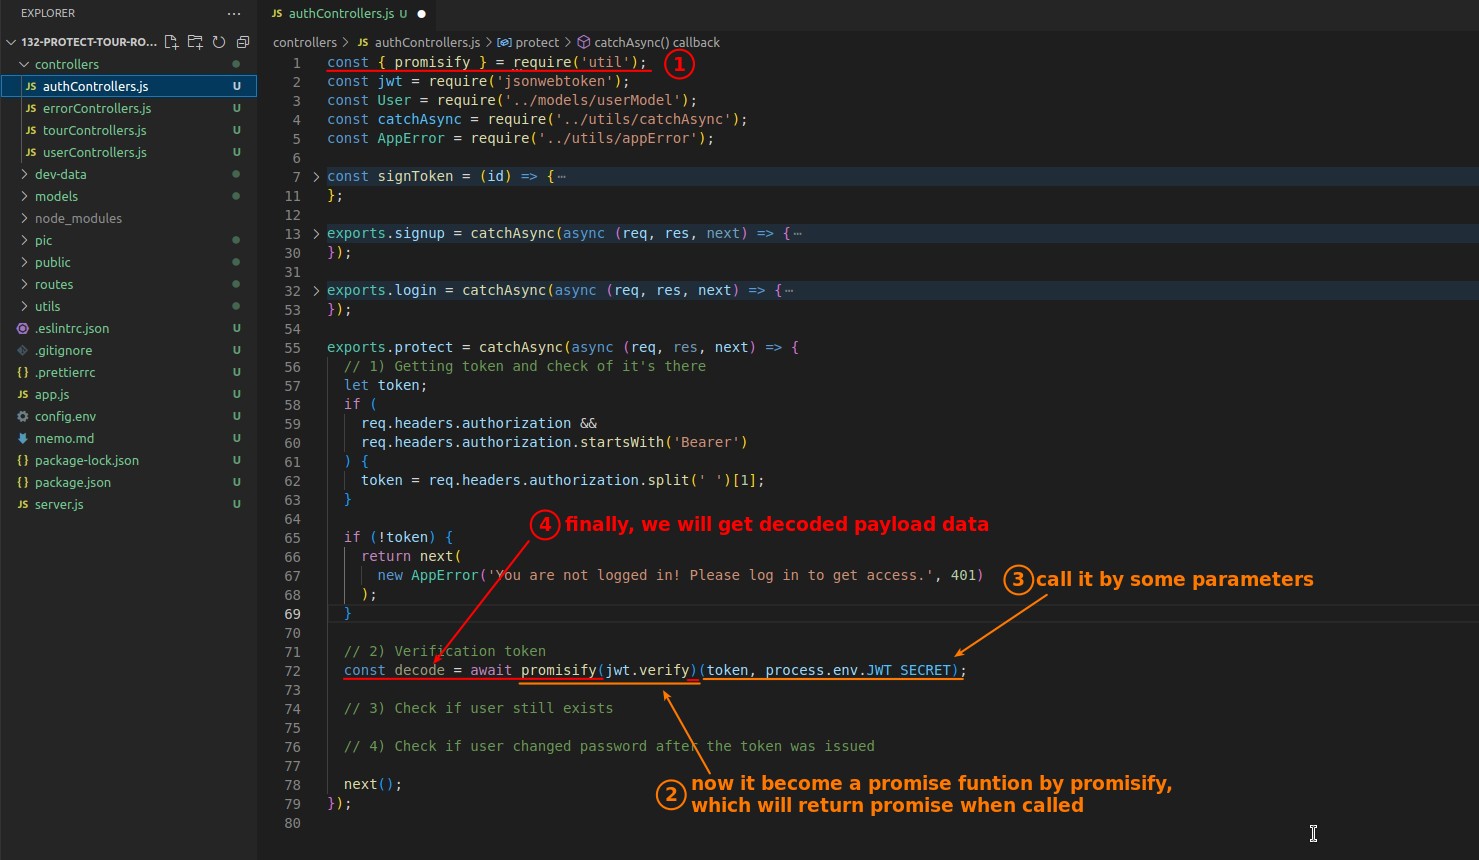 EXPLORER ...
132-PROTECT-TOUR-RO...
controllers
JS authControllers.js U
JS errorControllers.js U
JS tourControllers.js U
JS userControllers.js U
dev-data
models
node_modules
pic
public
routes
utils
.eslintrc.json U
.gitignore U
{ } .prettierrc U
JS app.js U
config.env U
memo.md U
{ } package-lock.json U
{ } package.json U
JS server.js U
JS authControllers.js U ●
controllers > JS authControllers.js > protect > catchAsync() callback
1 const { promisify } = require('util'); 1
2 const jwt = require('jsonwebtoken');
3 const User = require('../models/userModel');
4 const catchAsync = require('../utils/catchAsync');
5 const AppError = require('../utils/appError');
6
7 > const signToken = (id) => {⋯
11 };
12
13 > exports.signup = catchAsync(async (req, res, next) => {⋯
30 });
31
32 > exports.login = catchAsync(async (req, res, next) => {⋯
53 });
54
55 exports.protect = catchAsync(async (req, res, next) => {
56 // 1) Getting token and check of it's there
57 let token;
58 if (
59 req.headers.authorization &&
60 req.headers.authorization.startsWith('Bearer')
61 ) {
62 token = req.headers.authorization.split(' ')[1];
63 }
64
4 finally, we will get decoded payload data
65 if (!token) {
66 return next(
67 new AppError('You are not logged in! Please log in to get access.', 401)
3 call it by some parameters
68 );
69 }
70
71 // 2) Verification token
72 const decode = await promisify(jwt.verify)(token, process.env.JWT_SECRET);
73
74 // 3) Check if user still exists
75
76 // 4) Check if user changed password after the token was issued
77
78 next();
2 now it become a promise funtion by promisify,
which will return promise when called
79 });
80